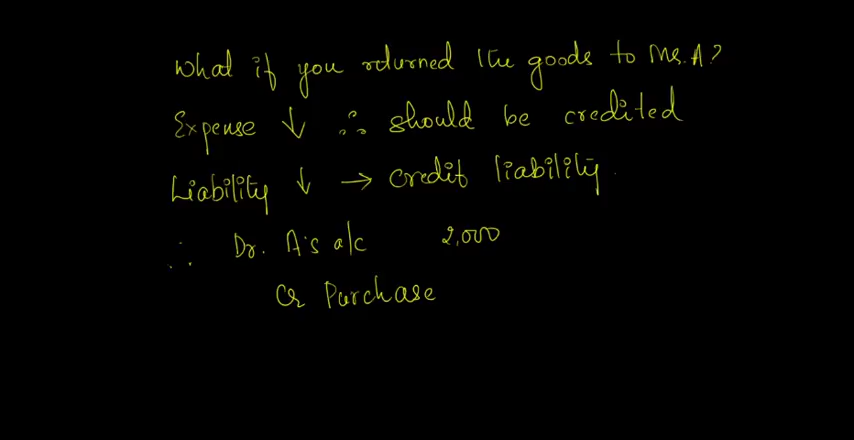 What if you returned the goods to Mr. A?
Expense ↓ ∴ should be credited
Liability ↓ → credit liability
∴ Dr. A's a/c 2,000
Cr Purchase